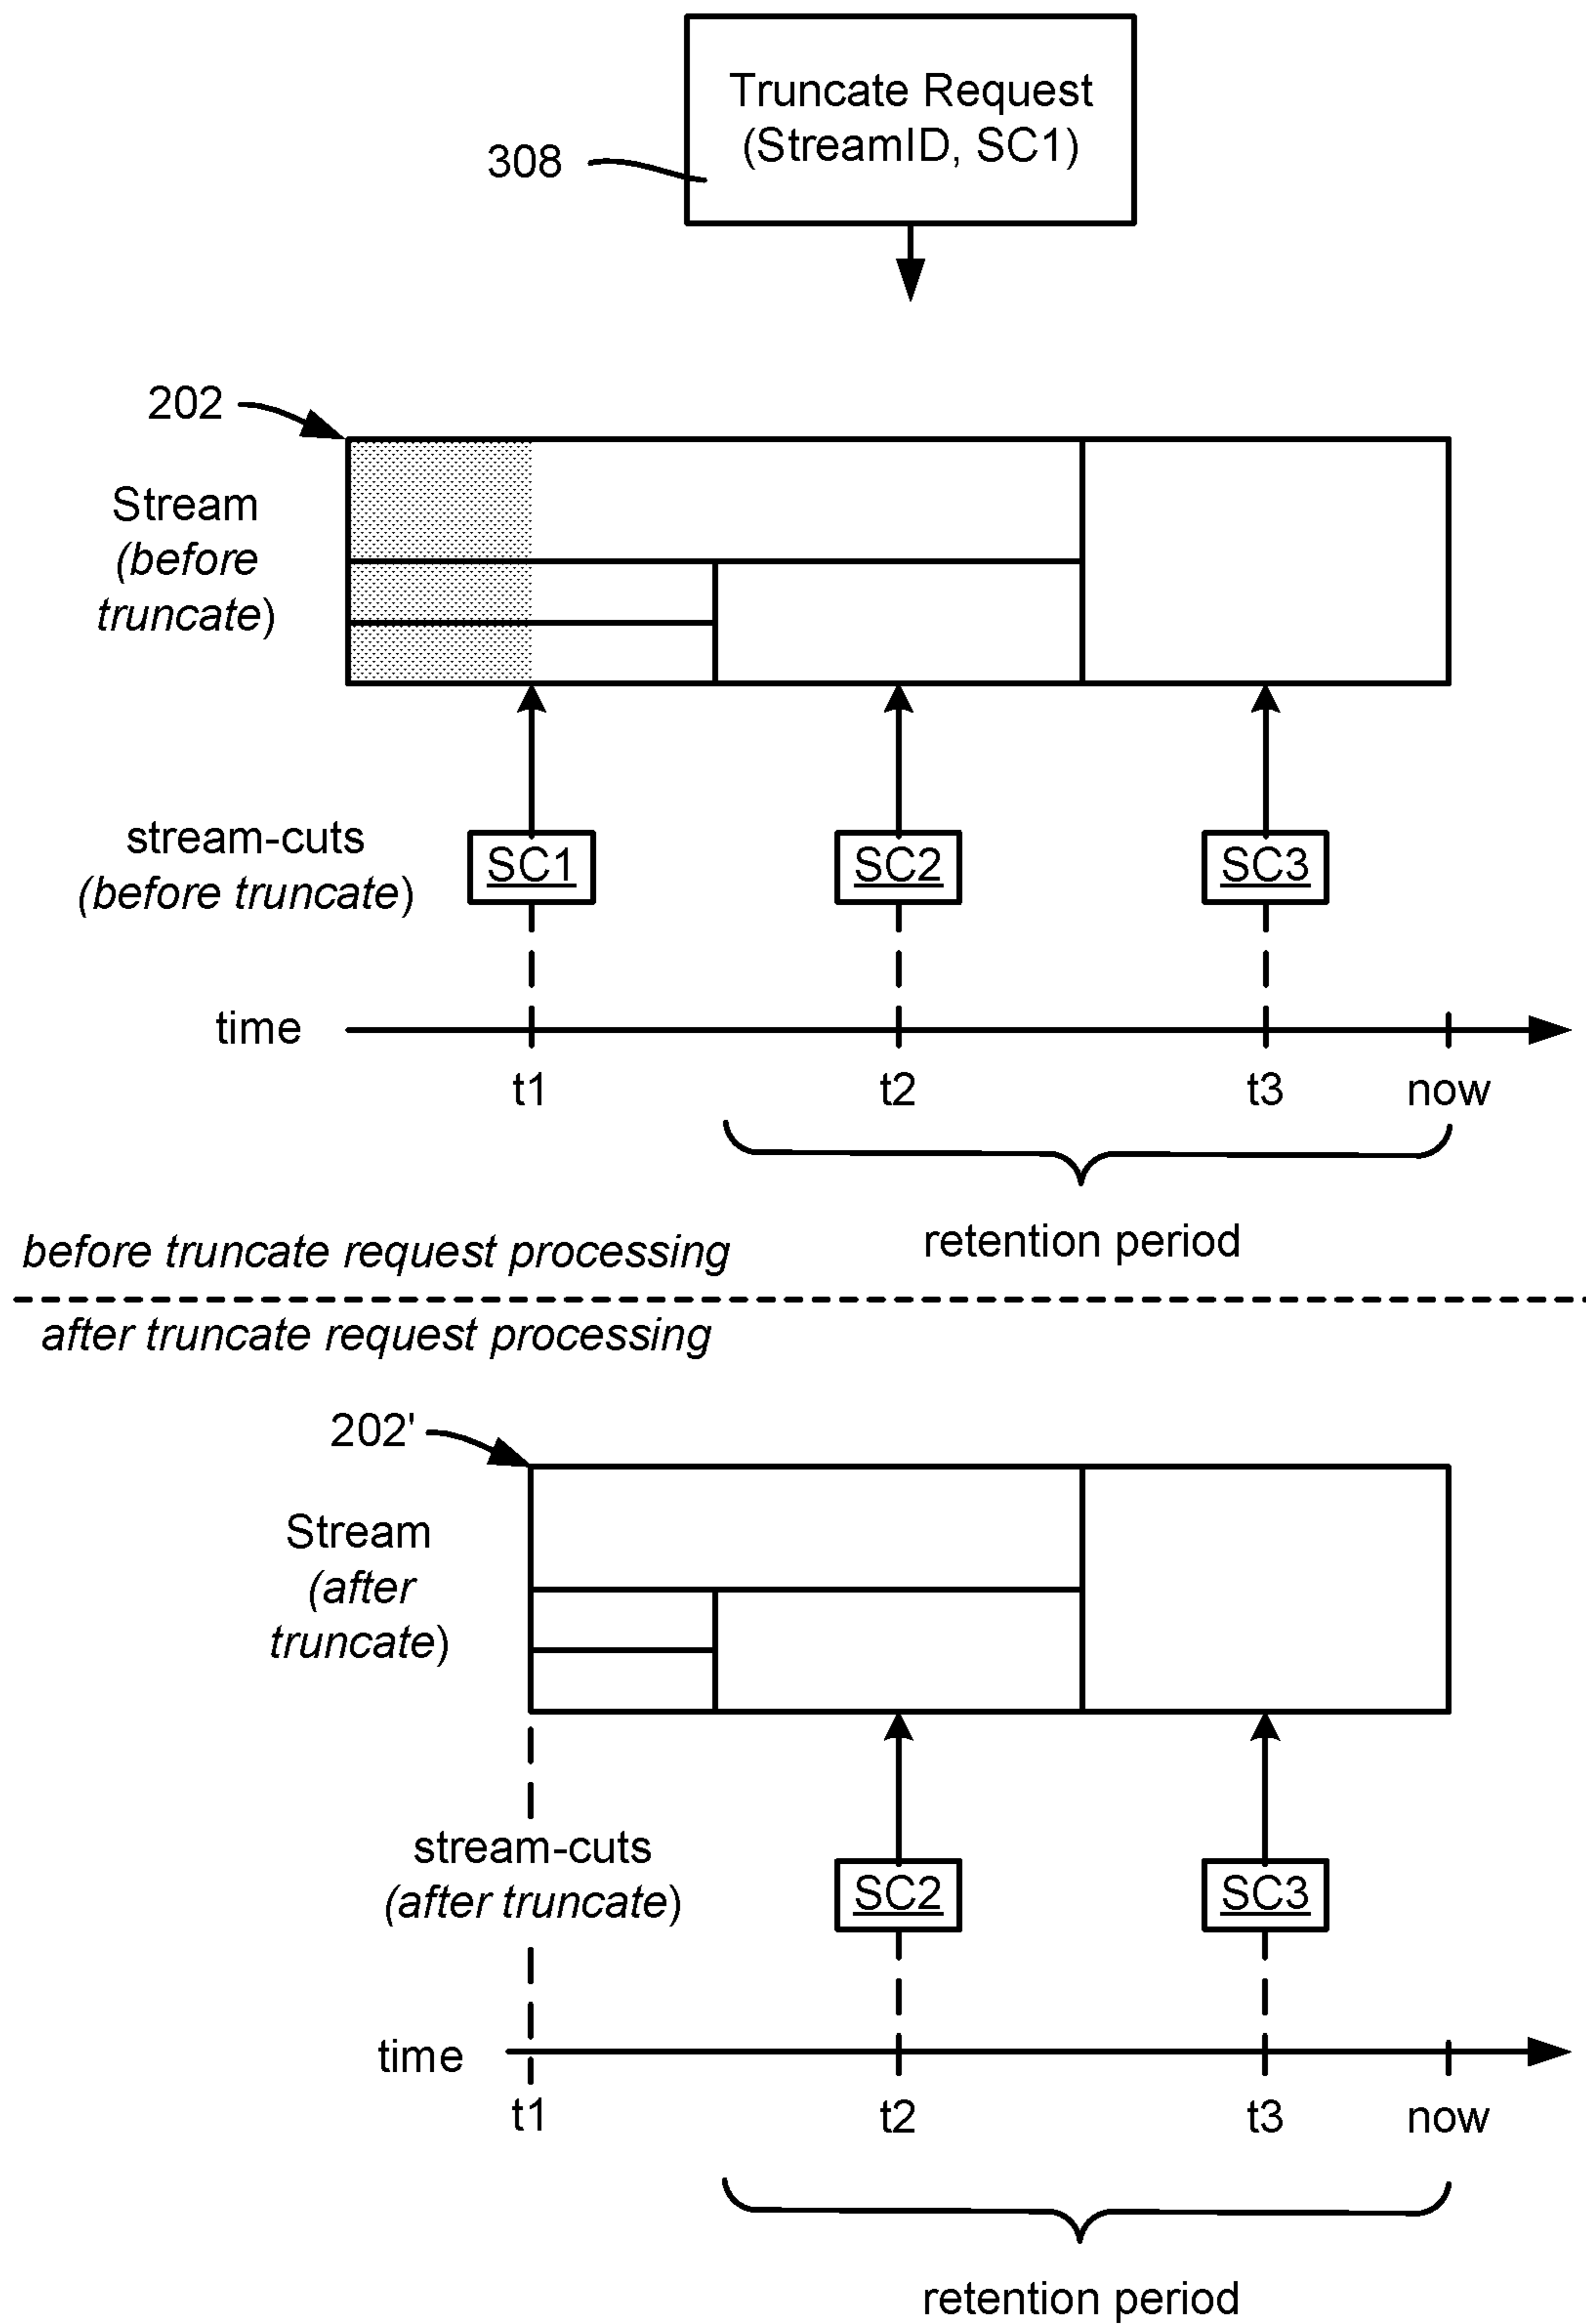 Truncate Request
(StreamID, SC1)
308
202
Stream
(before
truncate)
stream-cuts
(before truncate)
SC1
SC2
SC3
time
t1
t2
t3
now
retention period
before truncate request processing
after truncate request processing
202'
Stream
(after
truncate)
stream-cuts
(after truncate)
SC2
SC3
time
t1
t2
t3
now
retention period